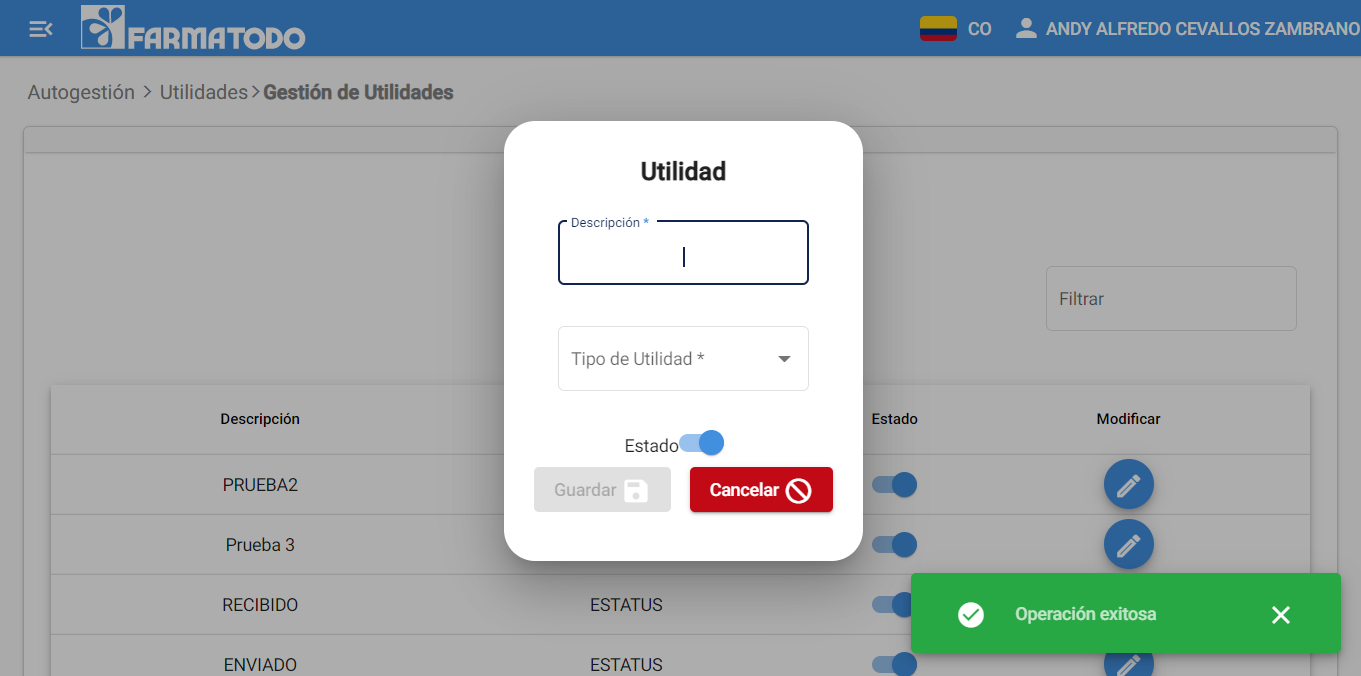 FARMATODO
CO
ANDY ALFREDO CEVALLOS ZAMBRANO
Autogestión > Utilidades > Gestión de Utilidades
Utilidad
Descripción *
Filtrar
Tipo de Utilidad *
Descripción
Estado
Modificar
Estado
Guardar
Cancelar
PRUEBA2
Prueba 3
RECIBIDO
ESTATUS
Operación exitosa
ENVIADO
ESTATUS